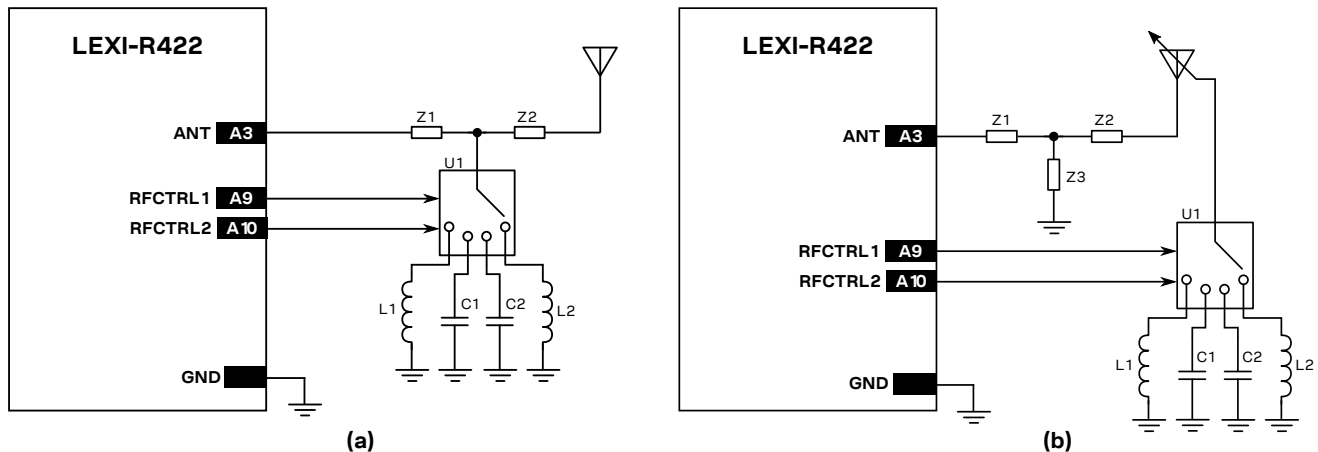 LEXI-R422
ANT A3
Z1
Z2
U1
RFCTRL1 A9
RFCTRL2 A10
L1
C1
C2
L2
GND
(a)
LEXI-R422
ANT A3
Z1
Z2
Z3
U1
RFCTRL1 A9
RFCTRL2 A10
L1
C1
C2
L2
GND
(b)